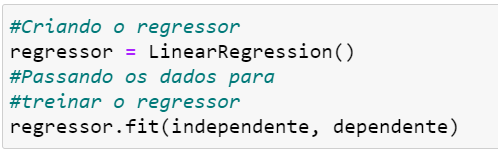 #Criando o regressor
regressor = LinearRegression()
#Passando os dados para
#treinar o regressor
regressor.fit(independente, dependente)